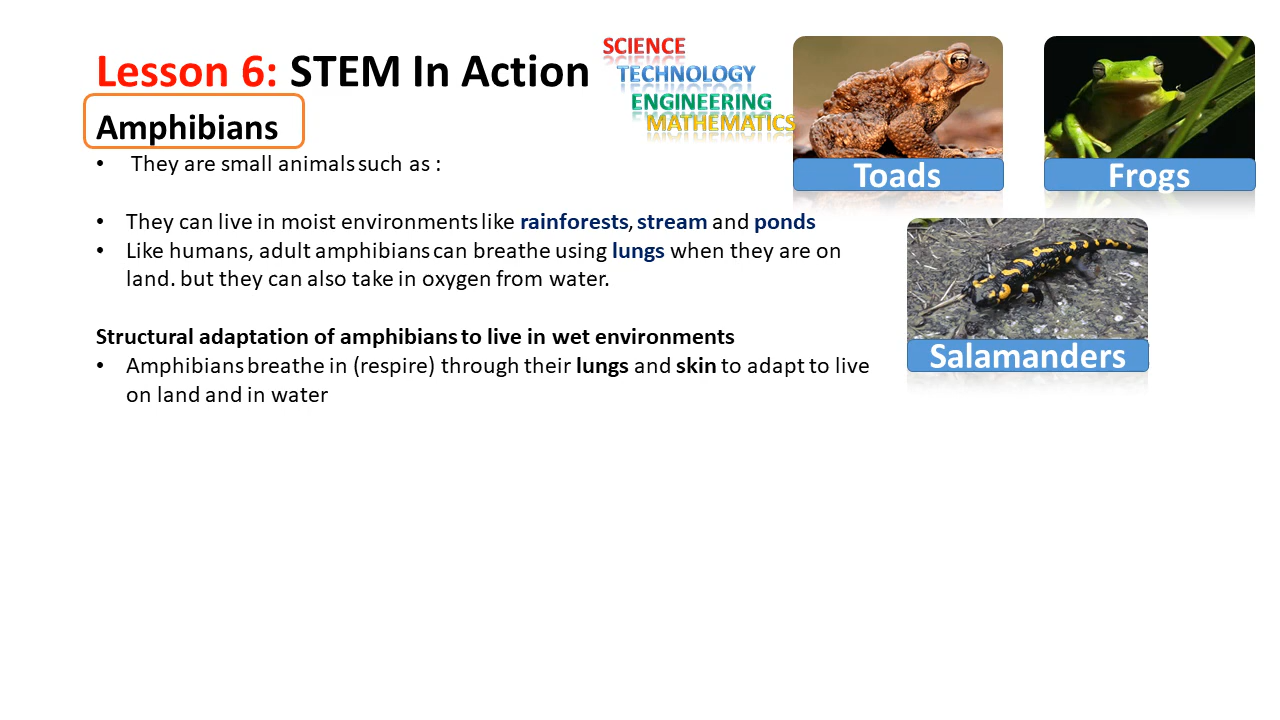 Lesson 6: STEM In Action
SCIENCE
TECHNOLOGY
ENGINEERING
MATHEMATICS
Toads
Frogs
Salamanders
Amphibians
• They are small animals such as :
• They can live in moist environments like rainforests, stream and ponds
• Like humans, adult amphibians can breathe using lungs when they are on
land. but they can also take in oxygen from water.
Structural adaptation of amphibians to live in wet environments
• Amphibians breathe in (respire) through their lungs and skin to adapt to live
on land and in water